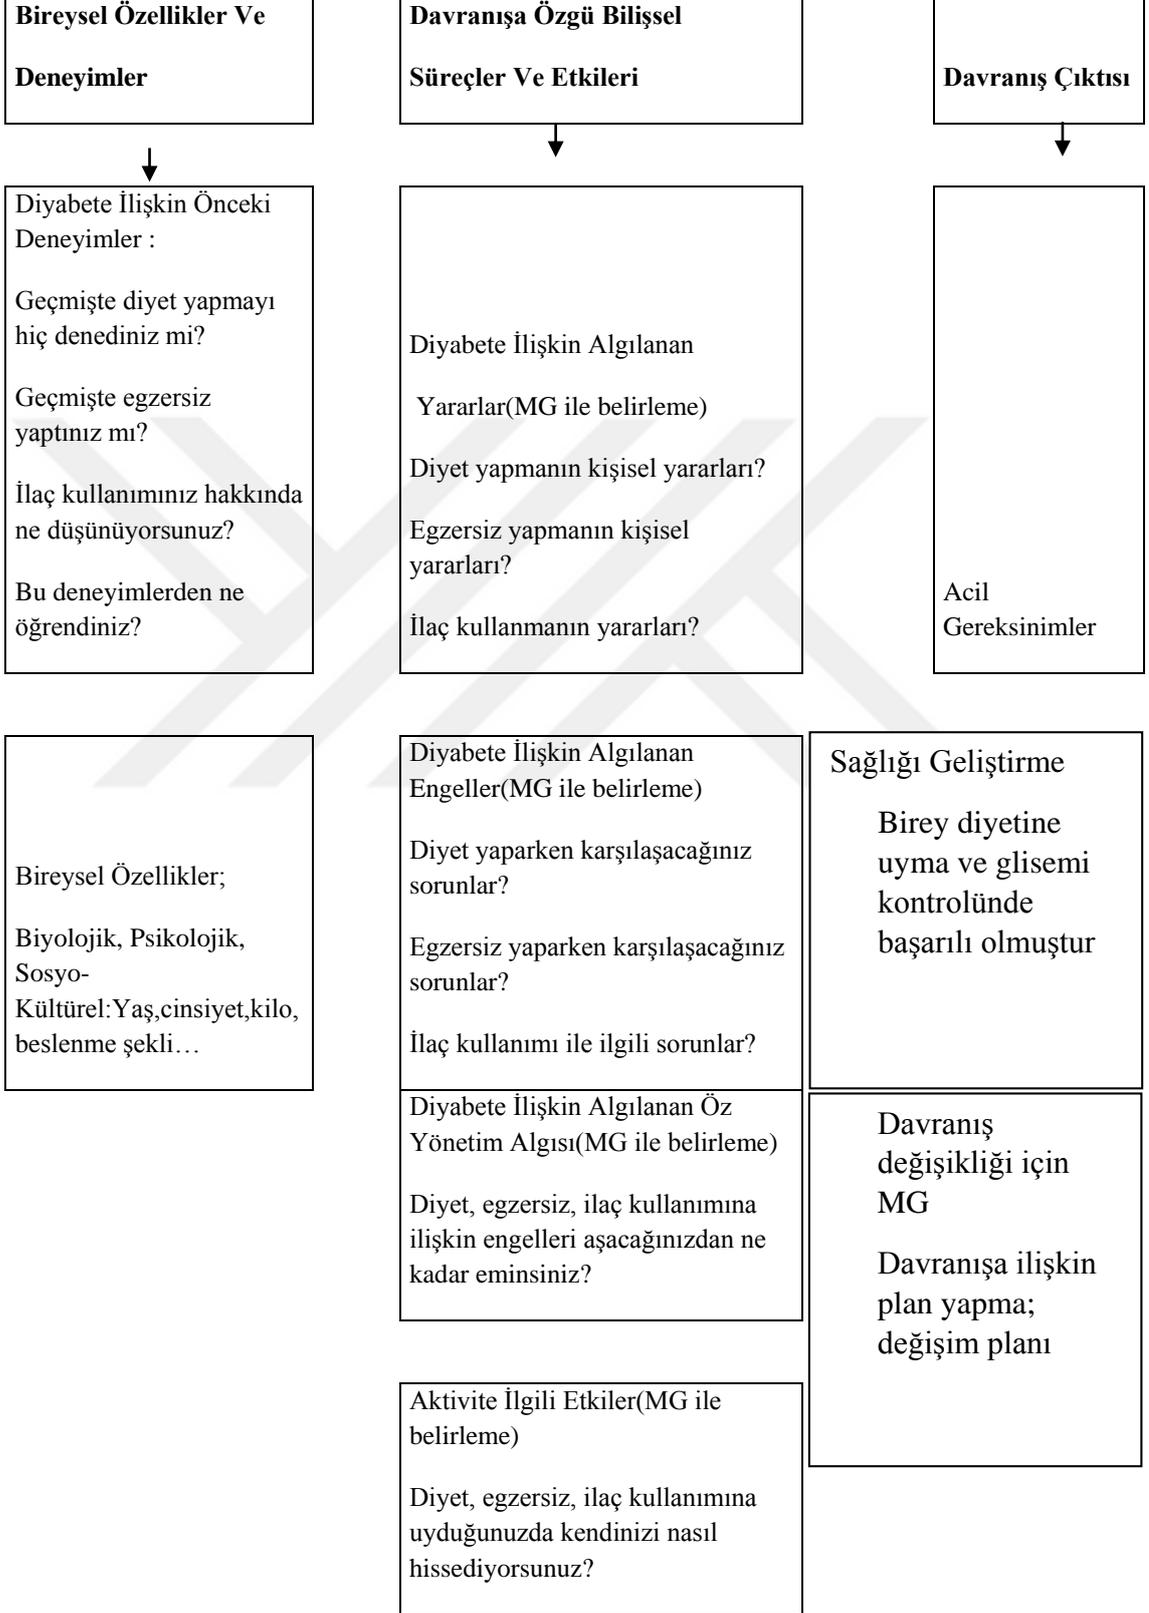 Bireysel Özellikler Ve
Deneyimler
Davranışa Özgü Bilişsel
Süreçler Ve Etkileri
Davranış Çıktısı
Diyabete İlişkin Önceki
Deneyimler :
Geçmişte diyet yapmayı
hiç denediniz mi?
Geçmişte egzersiz
yaptınız mı?
İlaç kullanımınız hakkında
ne düşünüyorsunuz?
Bu deneyimlerden ne
öğrendiniz?
Diyabete İlişkin Algılanan
Yararlar(MG ile belirleme)
Diyet yapmanın kişisel yararları?
Egzersiz yapmanın kişisel
yararları?
İlaç kullanmanın yararları?
Acil
Gereksinimler
Bireysel Özellikler;
Biyolojik, Psikolojik,
Sosyo-
Kültürel:Yaş,cinsiyet,kilo,
beslenme şekli…
Diyabete İlişkin Algılanan
Engeller(MG ile belirleme)
Diyet yaparken karşılaşacağınız
sorunlar?
Egzersiz yaparken karşılaşacağınız
sorunlar?
İlaç kullanımı ile ilgili sorunlar?
Sağlığı Geliştirme
Birey diyetine
uyma ve glisemi
kontrolünde
başarılı olmuştur
Diyabete İlişkin Algılanan Öz
Yönetim Algısı(MG ile belirleme)
Diyet, egzersiz, ilaç kullanımına
ilişkin engelleri aşacağınızdan ne
kadar eminsiniz?
Davranış
değişikliği için
MG
Davranışa ilişkin
plan yapma;
değişim planı
Aktivite İlgili Etkiler(MG ile
belirleme)
Diyet, egzersiz, ilaç kullanımına
uyduğunuzda kendinizi nasıl
hissediyorsunuz?